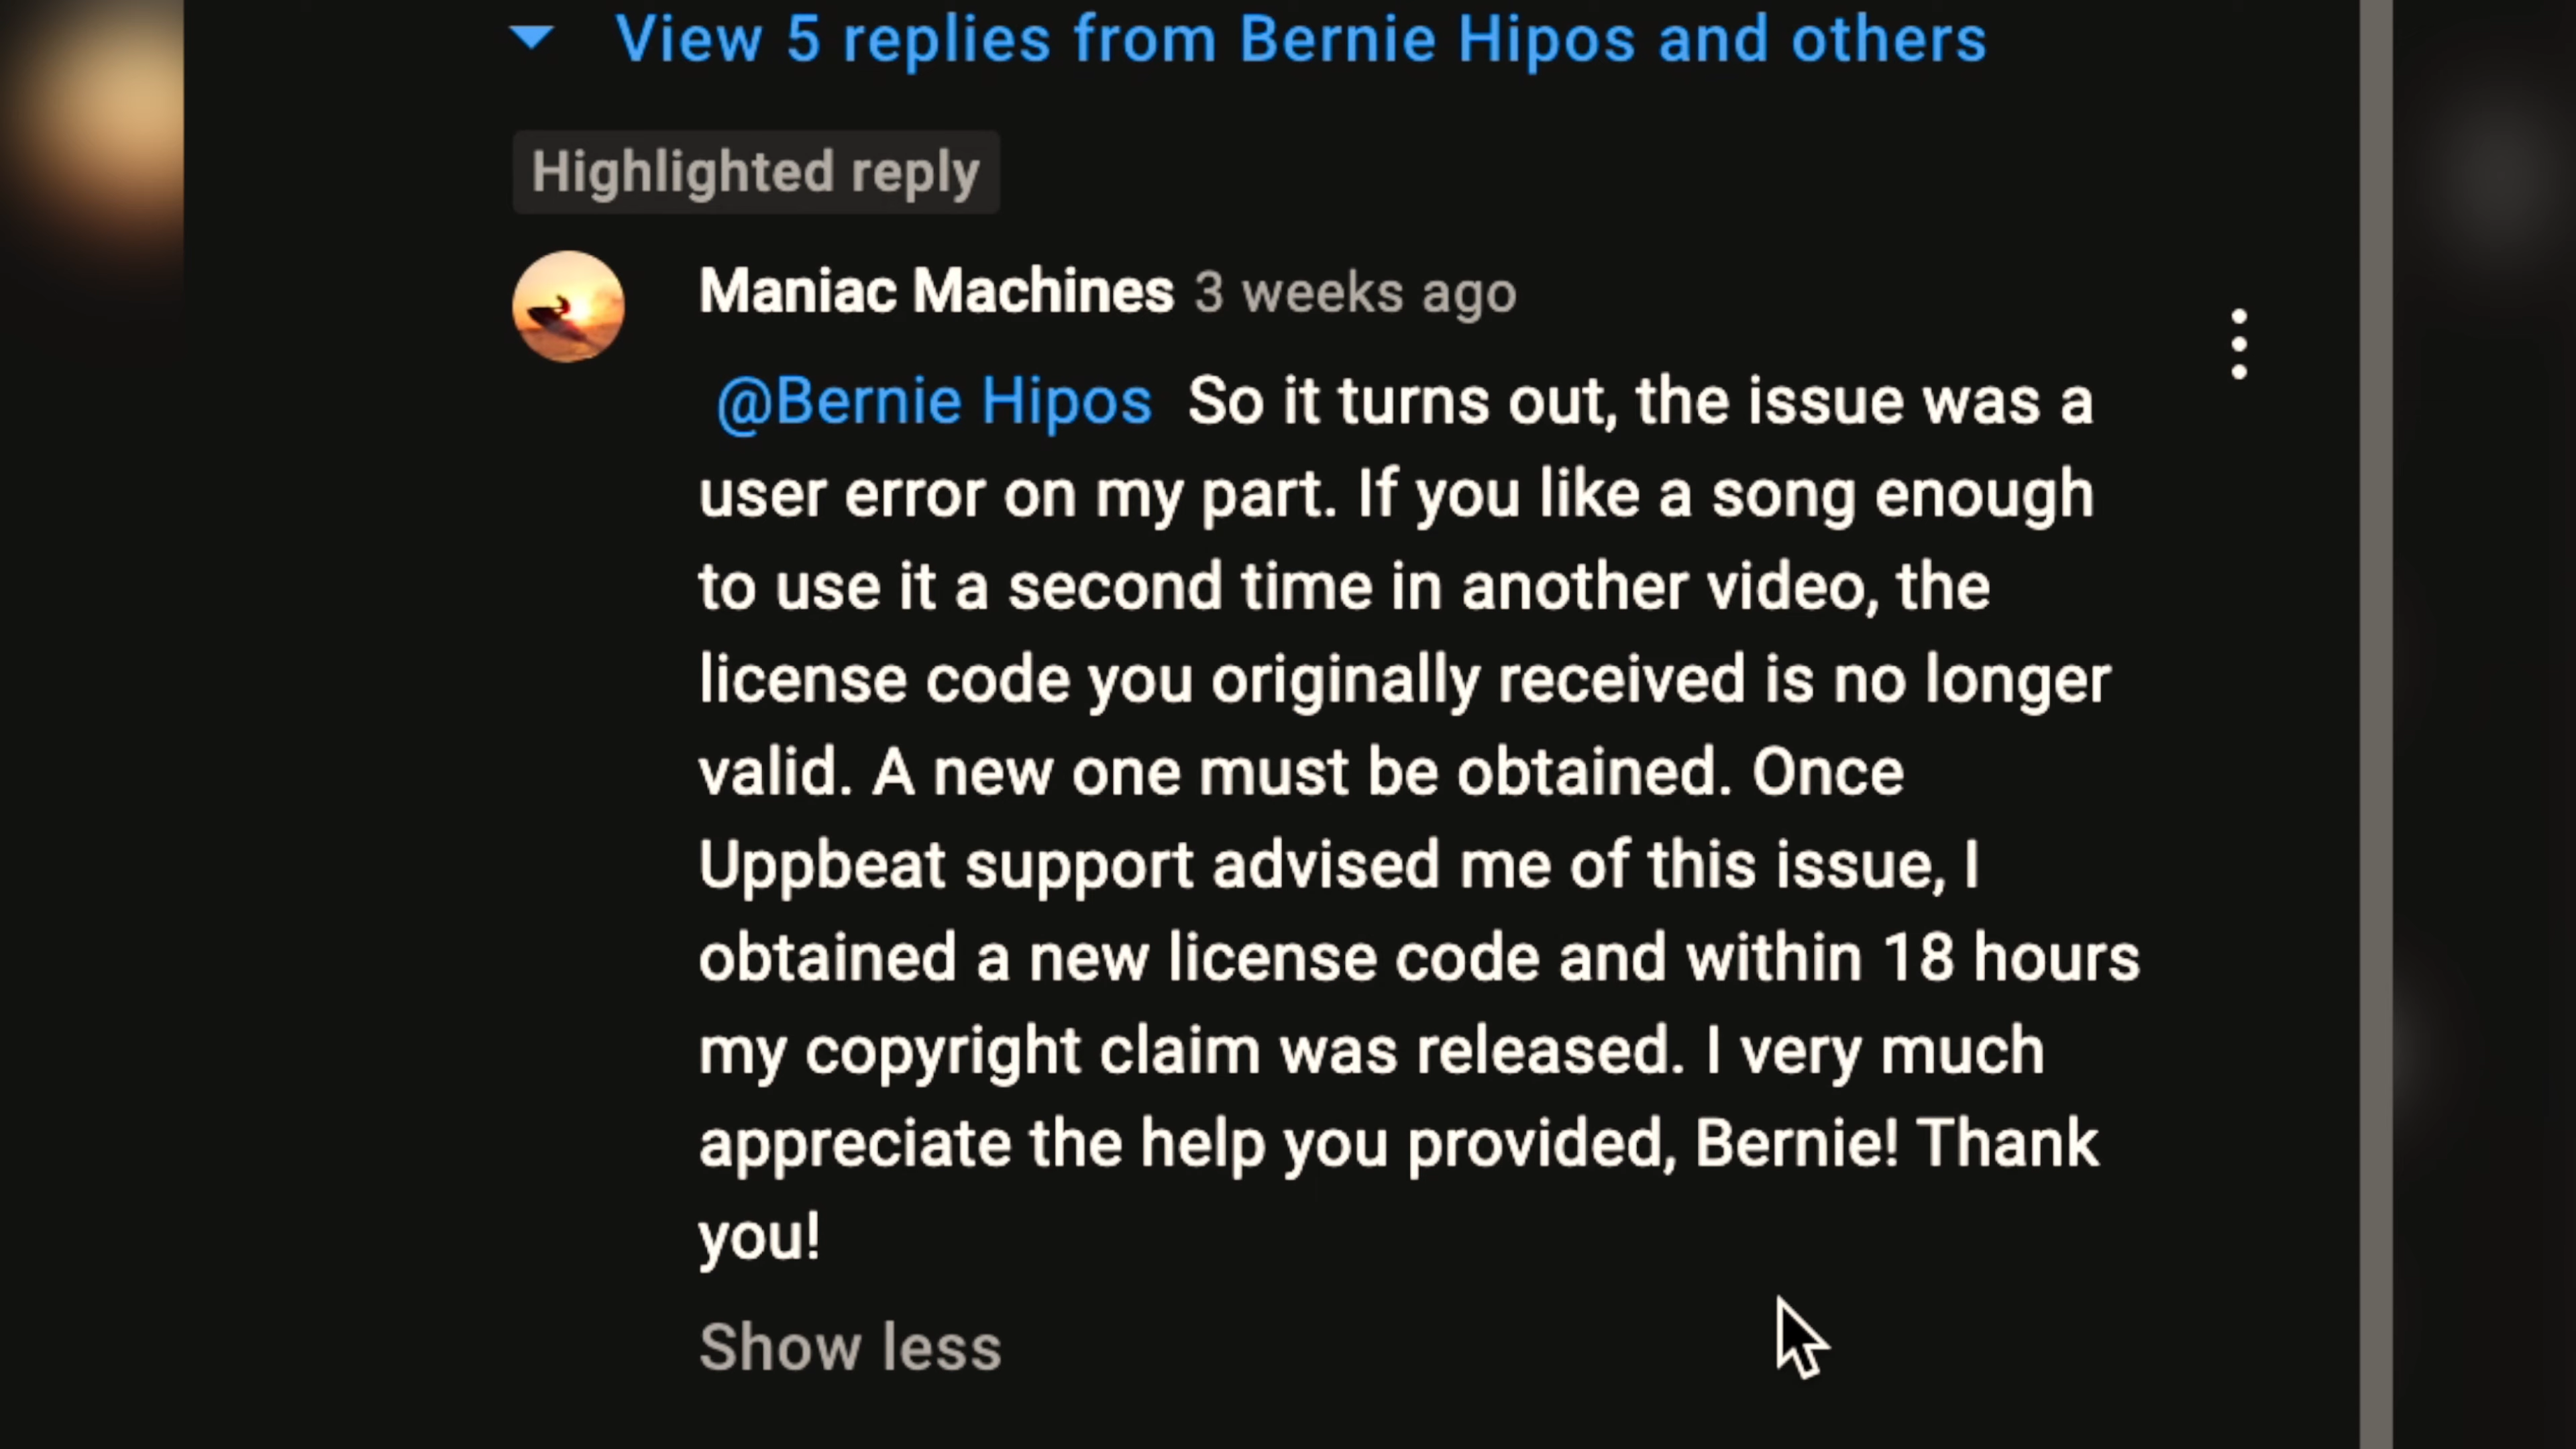 View 5 replies from Bernie Hipos and others
Highlighted reply
Maniac Machines 3 weeks ago
@Bernie Hipos So it turns out, the issue was a
user error on my part. If you like a song enough
to use it a second time in another video, the
license code you originally received is no longer
valid. A new one must be obtained. Once
Uppbeat support advised me of this issue, I
obtained a new license code and within 18 hours
my copyright claim was released. I very much
appreciate the help you provided, Bernie! Thank
you!
Show less